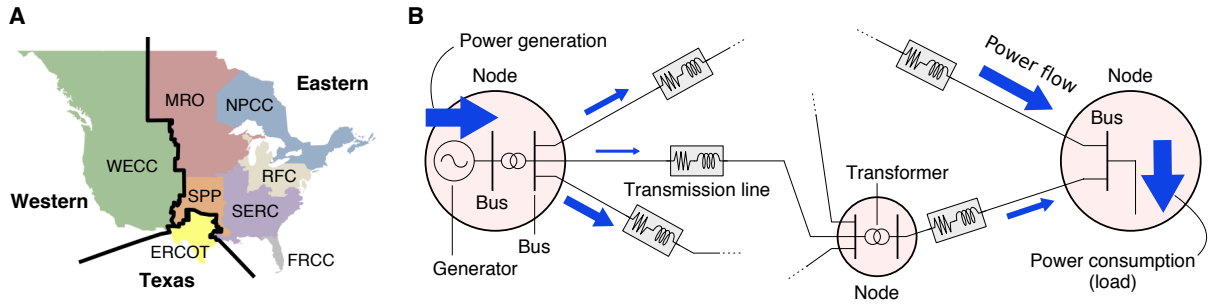 A
Western
WECC
MRO
NPCC
Eastern
RFC
SPP
SERC
ERCOT
Texas
FRCC
B
Power generation
Node
Bus
Bus
Generator
Transmission line
Transformer
Node
Power flow
Node
Bus
Power consumption
(load)